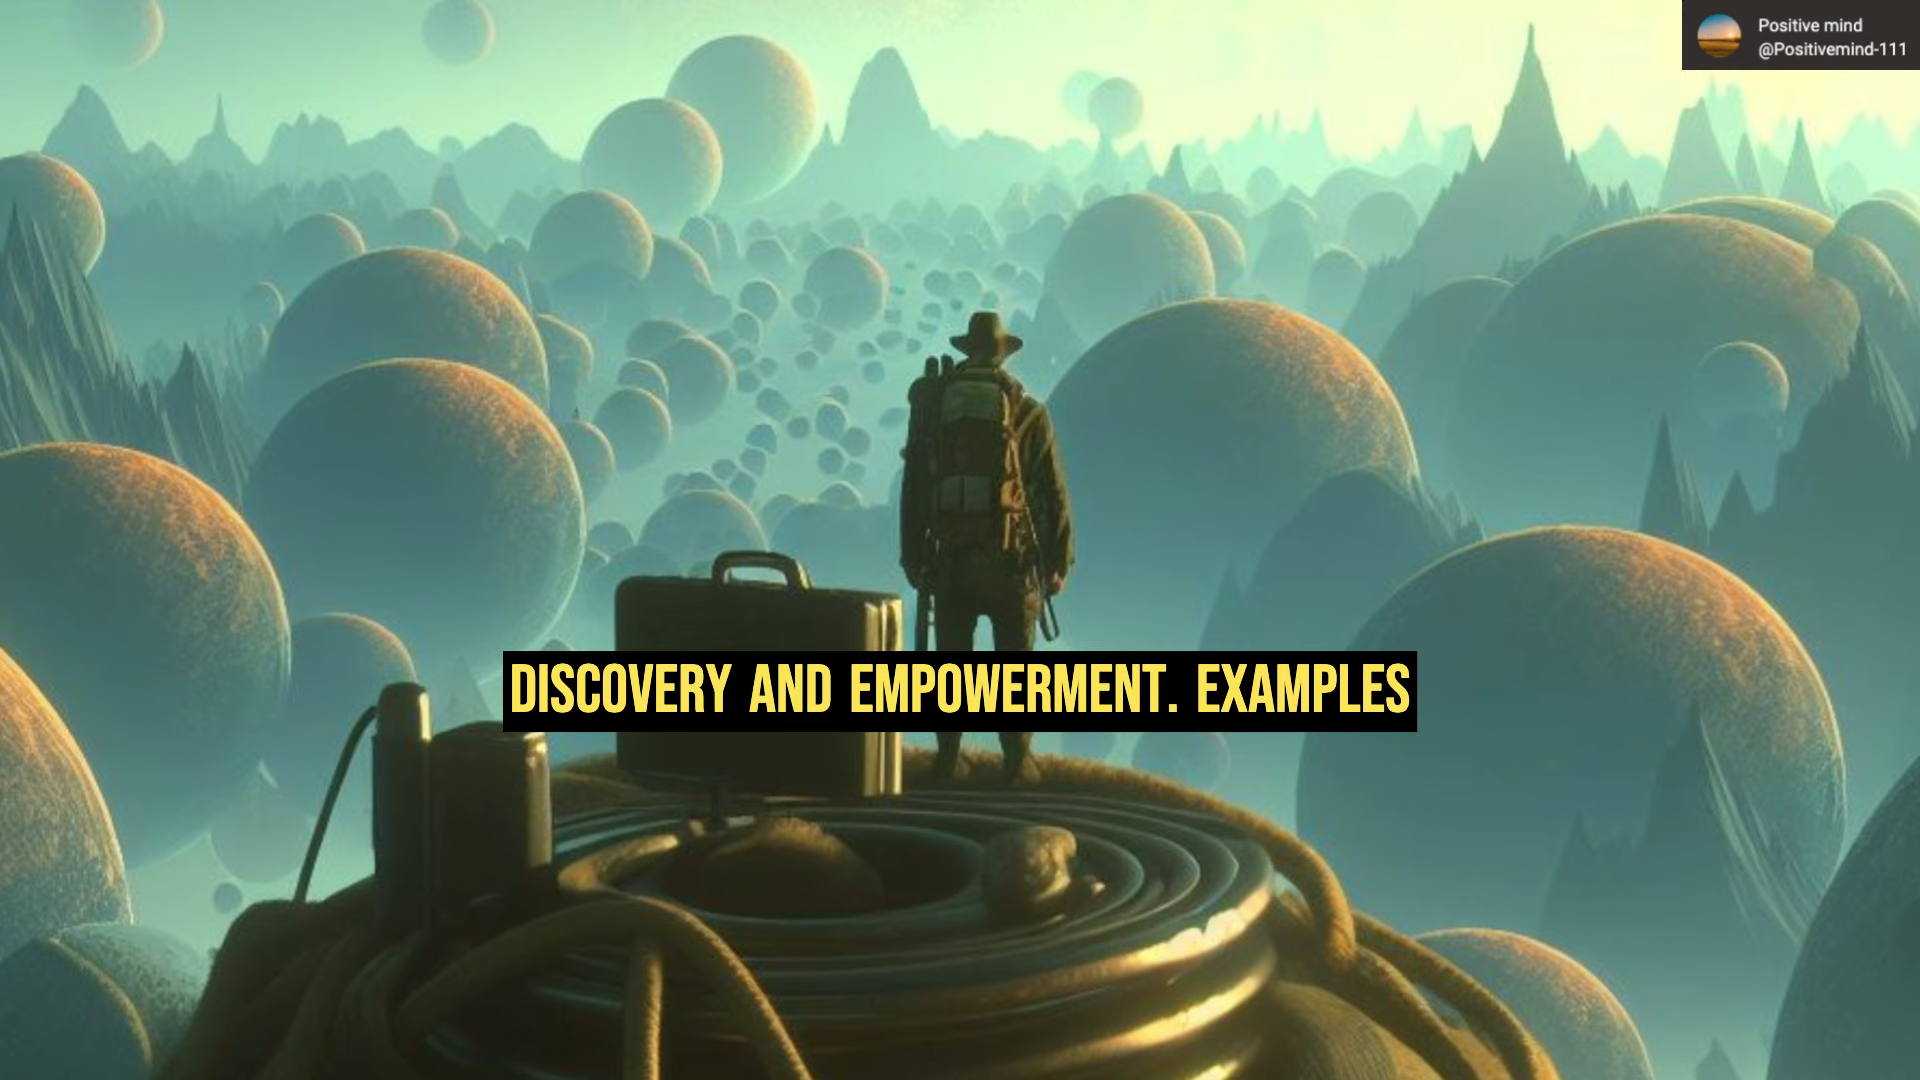 Positive mind
@Positivemind-111
DISCOVERY AND EMPOWERMENT. EXAMPLES